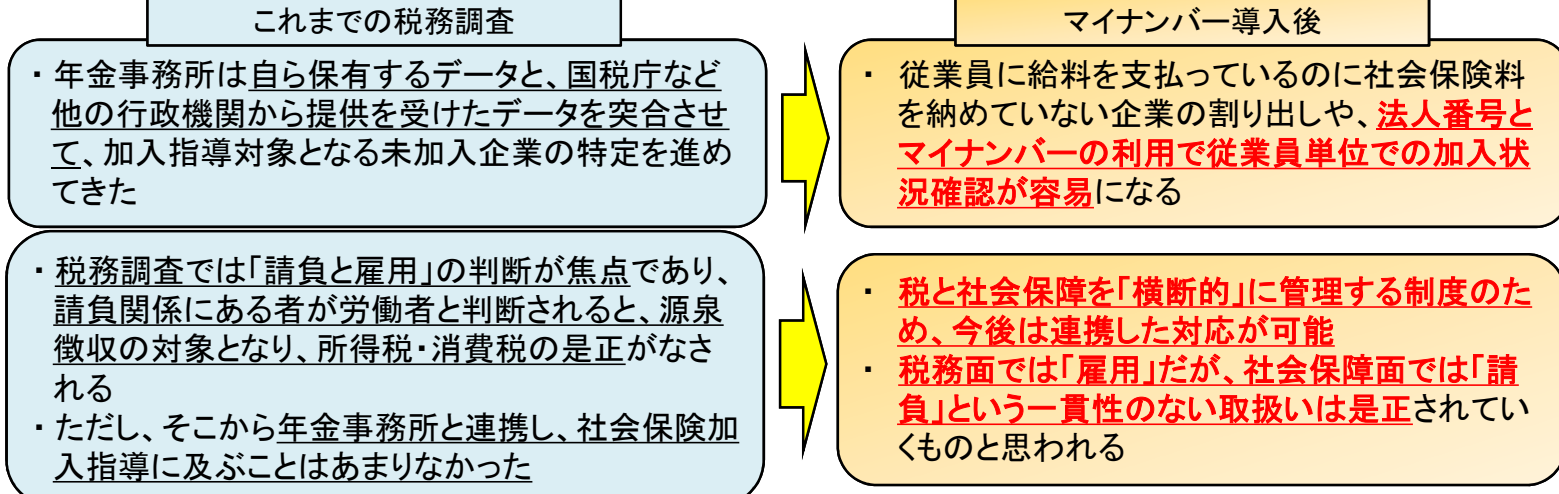 これまでの税務調査
・年金事務所は自ら保有するデータと、国税庁など
他の行政機関から提供を受けたデータを突合させ
て、加入指導対象となる未加入企業の特定を進め
てきた
・税務調査では「請負と雇用」の判断が焦点であり、
請負関係にある者が労働者と判断されると、源泉
徴収の対象となり、所得税・消費税の是正がなさ
れる
・ただし、そこから年金事務所と連携し、社会保険加
入指導に及ぶことはあまりなかった
マイナンバー導入後
・ 従業員に給料を支払っているのに社会保険料
を納めていない企業の割り出しや、法人番号と
マイナンバーの利用で従業員単位での加入状
況確認が容易になる
・ 税と社会保障を「横断的」に管理する制度のた
め、今後は連携した対応が可能
・ 税務面では「雇用」だが、社会保障面では「請
負」という一貫性のない取扱いは是正されてい
くものと思われる